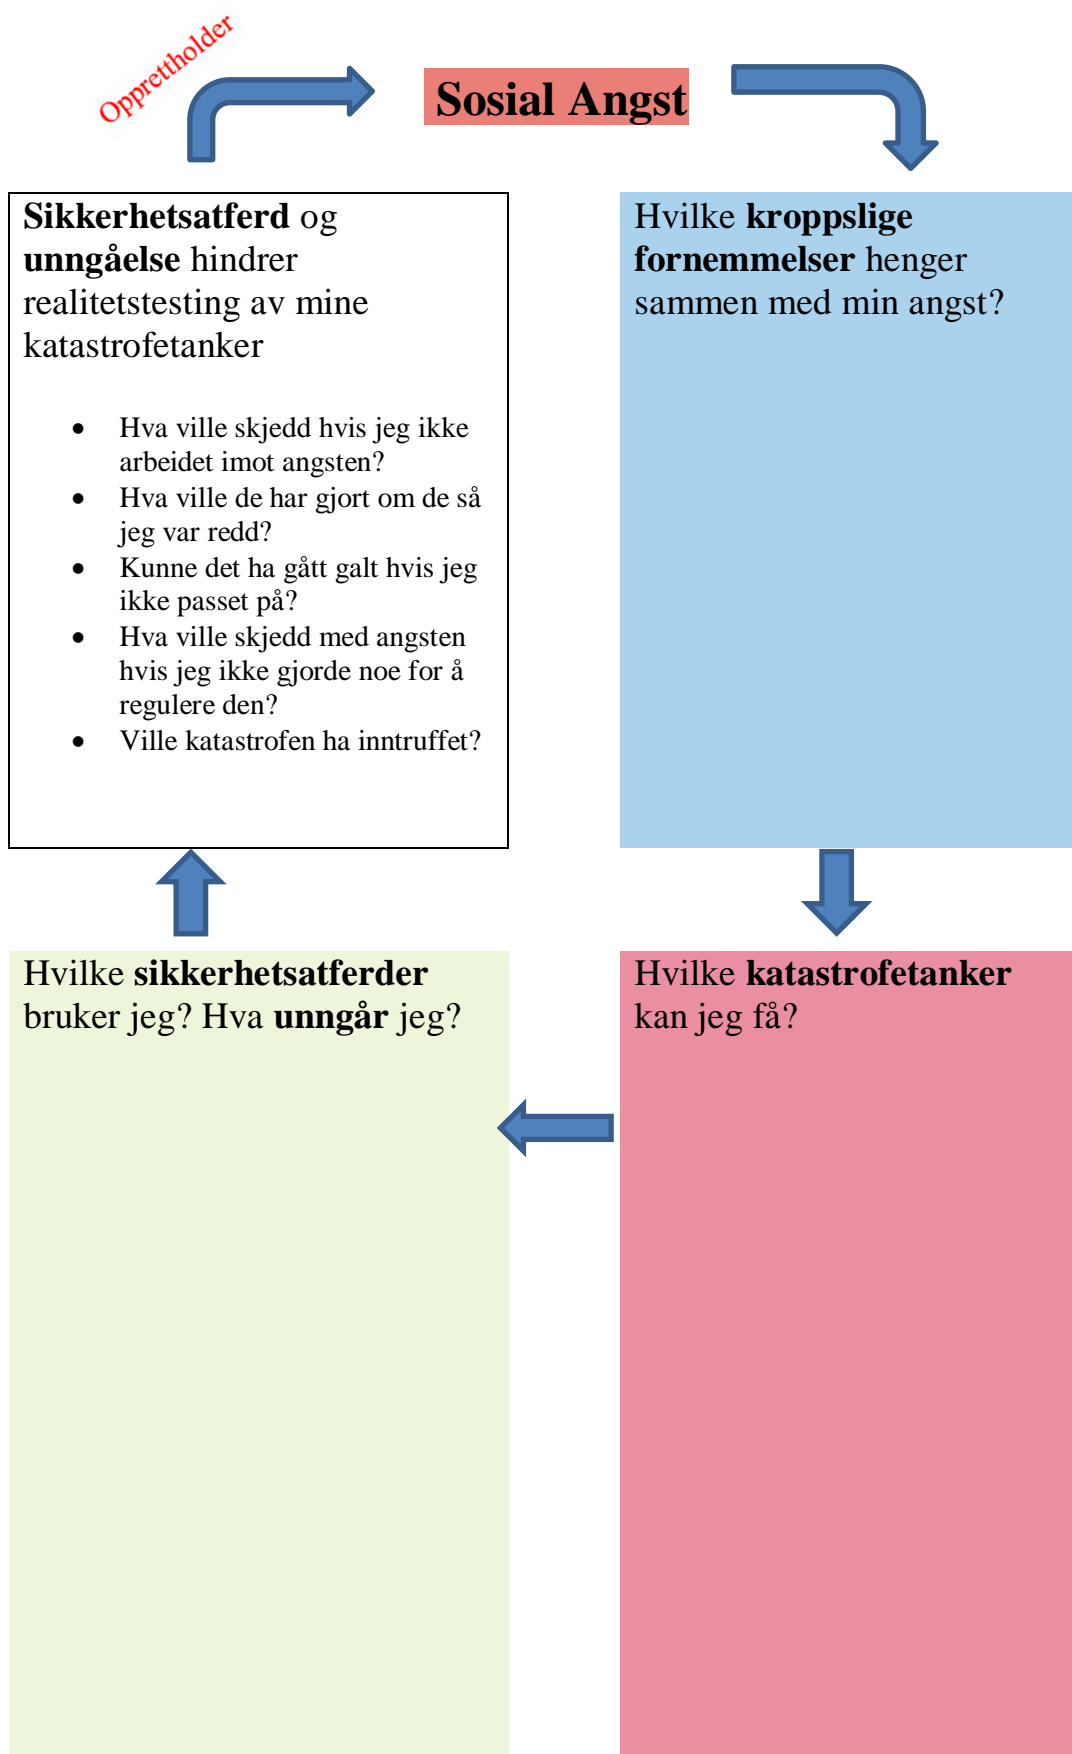 Opprettholder
Sosial Angst
Sikkerhetsatferd og
unngåelse hindrer
realitetstesting av mine
katastrofetanker
• Hva ville skjedd hvis jeg ikke
arbeidet imot angsten?
• Hva ville de har gjort om de så
jeg var redd?
• Kunne det ha gått galt hvis jeg
ikke passet på?
• Hva ville skjedd med angsten
hvis jeg ikke gjorde noe for å
regulere den?
• Ville katastrofen ha inntruffet?
Hvilke kroppslige
fornemmelser henger
sammen med min angst?
Hvilke sikkerhetsatferder
bruker jeg? Hva unngår jeg?
Hvilke katastrofetanker
kan jeg få?